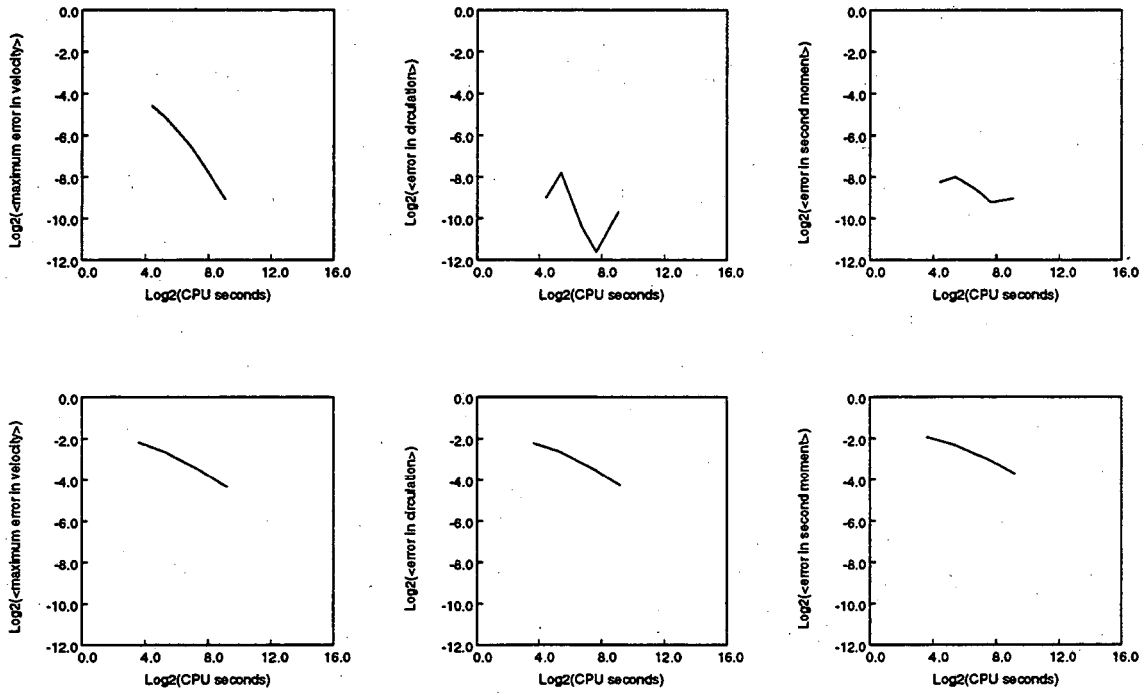 Log2(<maximum error in velocity>)
0.0
-2.0
-4.0
-6.0
-8.0
-10.0
-12.0
0.0 4.0 8.0 12.0 16.0
Log2(CPU seconds)
Log2(<error in circulation>)
0.0
-2.0
-4.0
-6.0
-8.0
-10.0
-12.0
0.0 4.0 8.0 12.0 16.0
Log2(CPU seconds)
Log2(<error in second moment>)
0.0
-2.0
-4.0
-6.0
-8.0
-10.0
-12.0
0.0 4.0 8.0 12.0 16.0
Log2(CPU seconds)
Log2(<maximum error in velocity>)
0.0
-2.0
-4.0
-6.0
-8.0
-10.0
-12.0
0.0 4.0 8.0 12.0 16.0
Log2(CPU seconds)
Log2(<error in circulation>)
0.0
-2.0
-4.0
-6.0
-8.0
-10.0
-12.0
0.0 4.0 8.0 12.0 16.0
Log2(CPU seconds)
Log2(<error in second moment>)
0.0
-2.0
-4.0
-6.0
-8.0
-10.0
-12.0
0.0 4.0 8.0 12.0 16.0
Log2(CPU seconds)